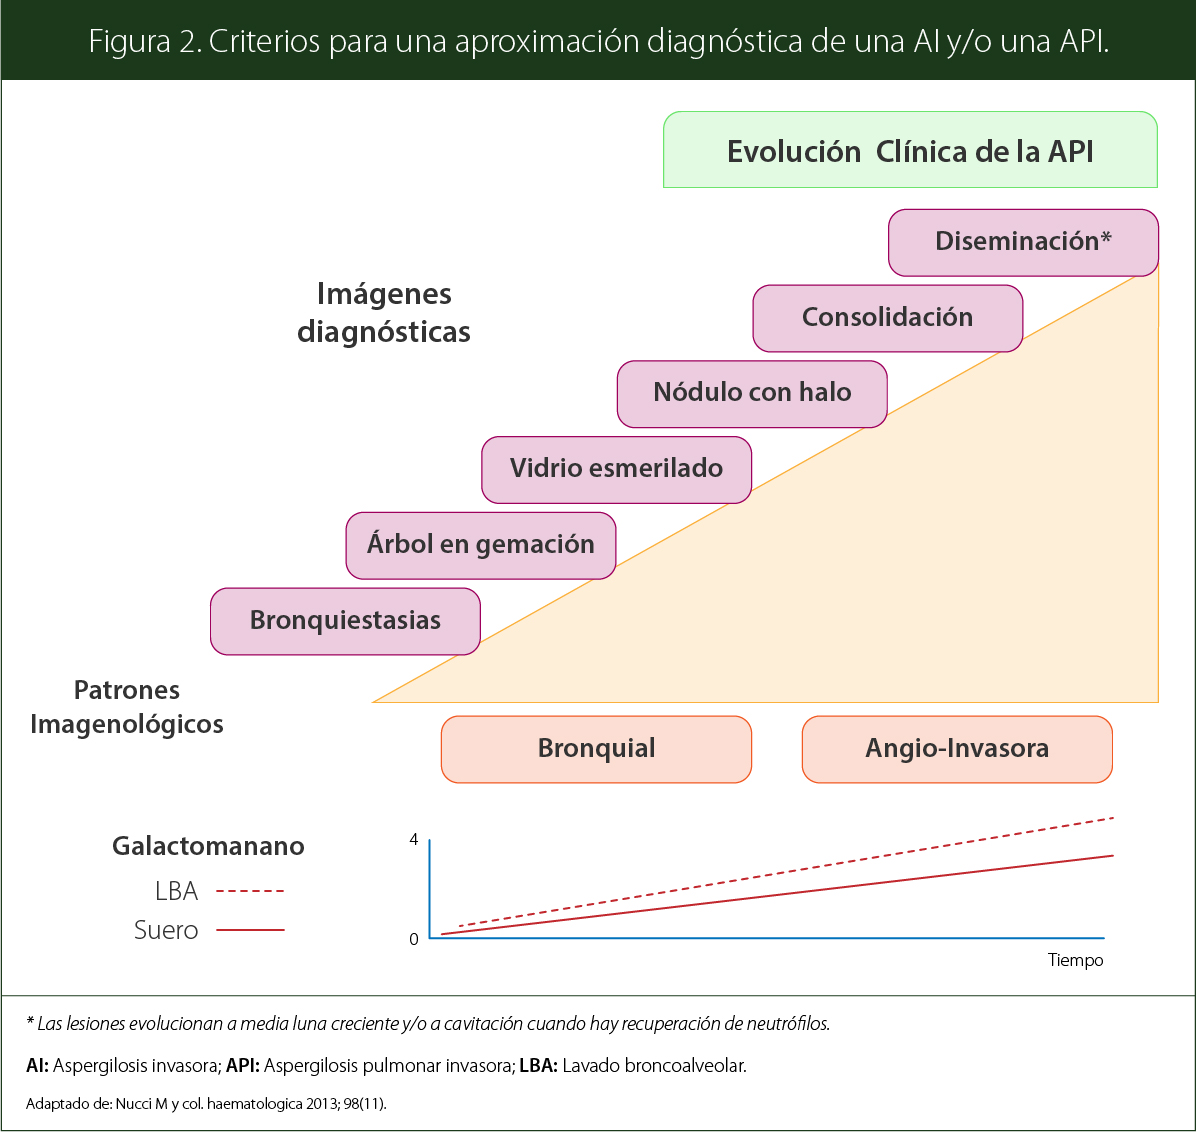 Figura 2. Criterios para una aproximación diagnóstica de una AI y/o una API.
Evolución Clínica de la API
Diseminación*
Imágenes
diagnósticas
Consolidación
Nódulo con halo
Vidrio esmerilado
Árbol en gemación
Bronquiestasias
Patrones
Imagenológicos
Bronquial
Angio-Invasora
Galactomanano
LBA
Suero
4
0
Tiempo
* Las lesiones evolucionan a media luna creciente y/o a cavitación cuando hay recuperación de neutrófilos.
AI: Aspergilosis invasora; API: Aspergilosis pulmonar invasora; LBA: Lavado broncoalveolar.
Adaptado de: Nucci M y col. haematologica 2013; 98(11).